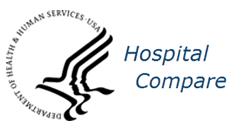 DEPARTMENT OF HEALTH & HUMAN SERVICES · USA
Hospital
Compare